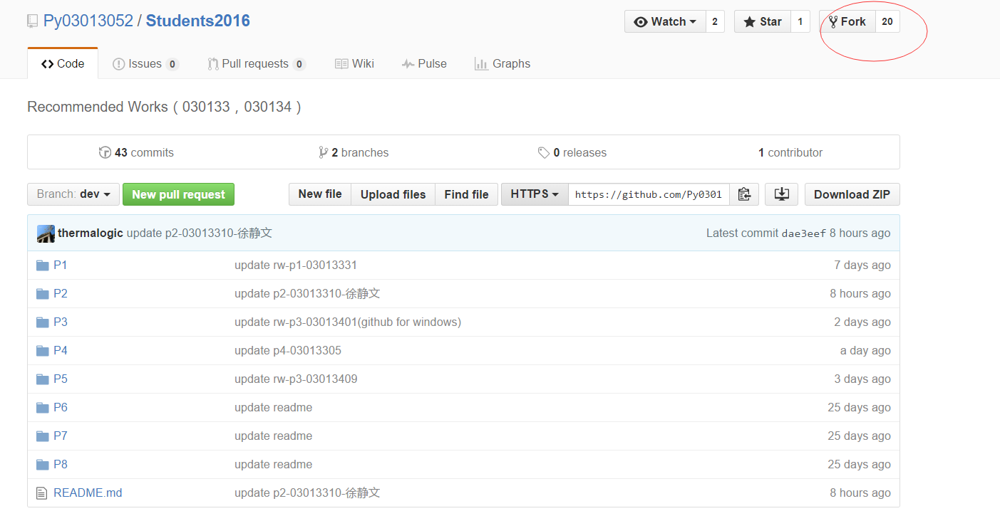 Py03013052 / Students2016 Watch 2 Star 1 Fork 20
Code Issues 0 Pull requests 0 Wiki Pulse Graphs
Recommended Works ( 030133 , 030134 )
43 commits 2 branches 0 releases 1 contributor
Branch: dev New pull request New file Upload files Find file HTTPS https://github.com/Py0301 Download ZIP
thermalogic update p2-03013310-徐静文 Latest commit dae3eef 8 hours ago
P1 update rw-p1-03013331 7 days ago
P2 update p2-03013310-徐静文 8 hours ago
P3 update rw-p3-03013401(github for windows) 2 days ago
P4 update p4-03013305 a day ago
P5 update rw-p3-03013409 3 days ago
P6 update readme 25 days ago
P7 update readme 25 days ago
P8 update readme 25 days ago
README.md update p2-03013310-徐静文 8 hours ago